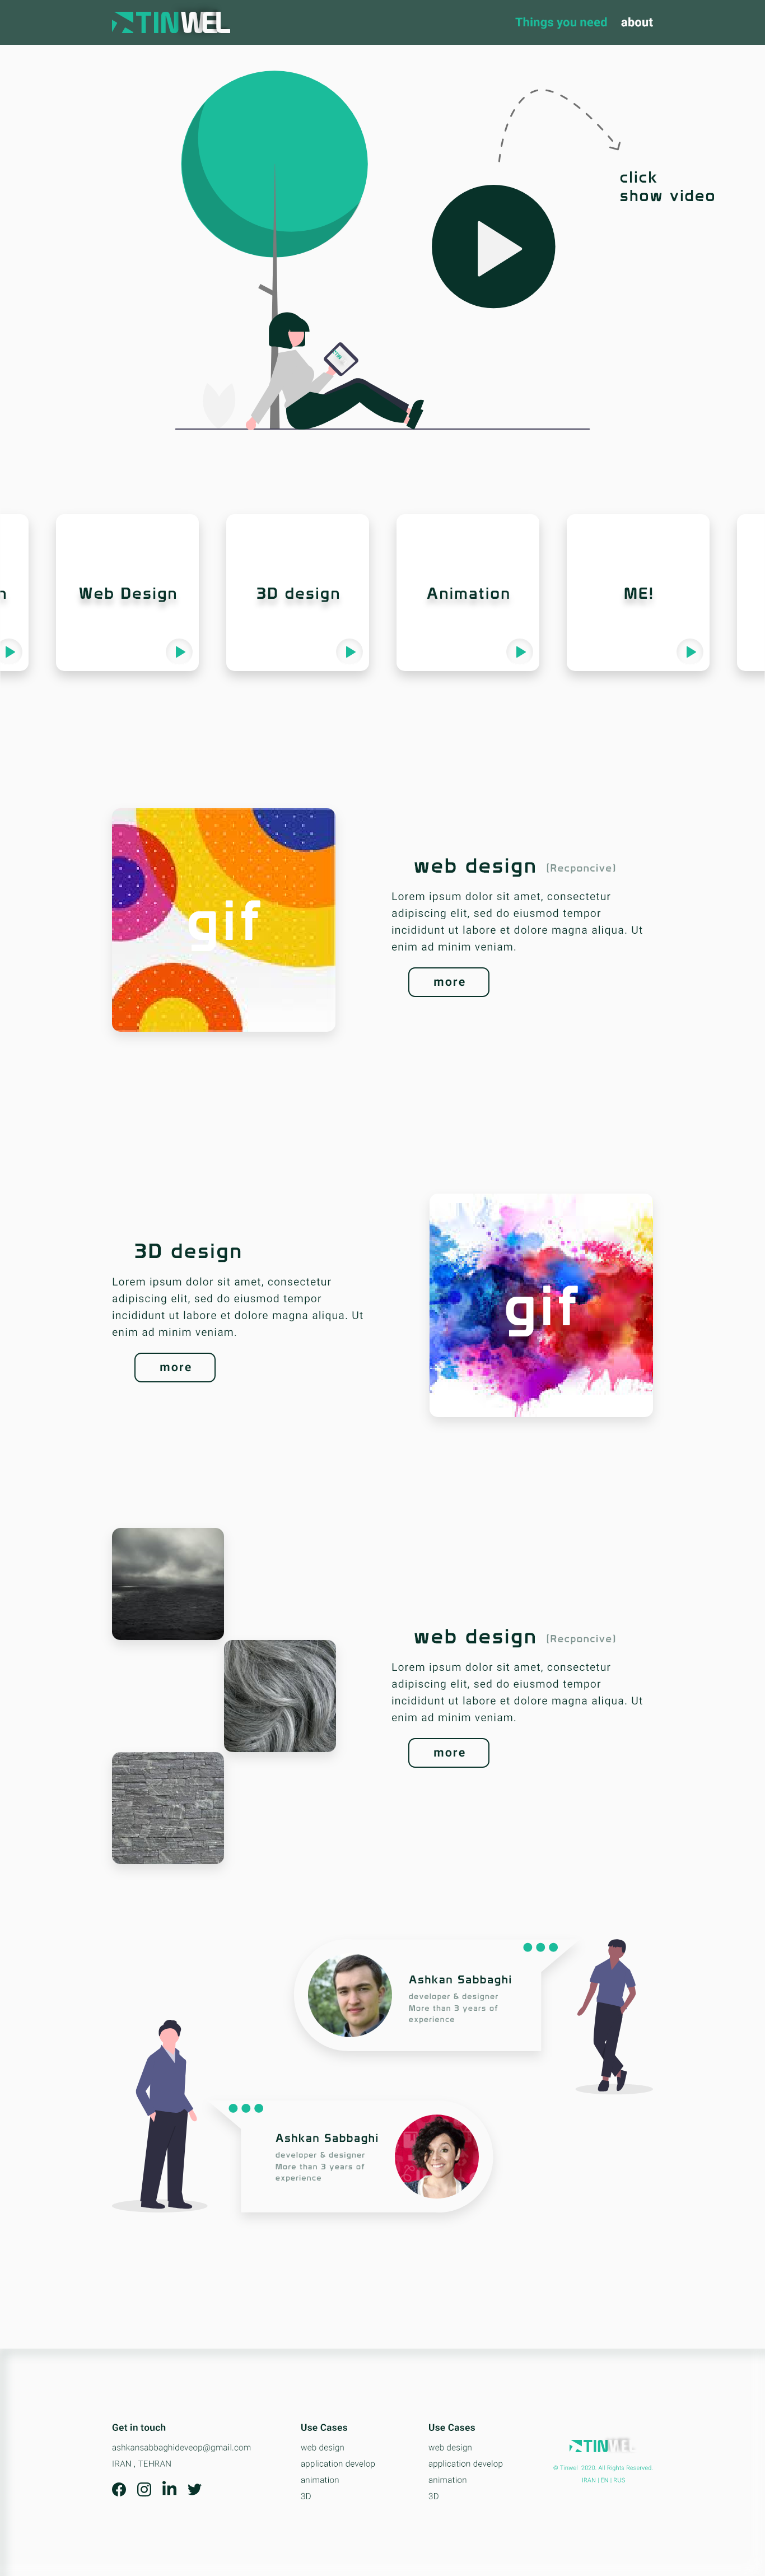 TINWEL
Things you need
about
click
show video
n
Web Design
3D design
Animation
ME!
gif
web design
(Recponcive)
Lorem ipsum dolor sit amet, consectetur
adipiscing elit, sed do eiusmod tempor
incididunt ut labore et dolore magna aliqua. Ut
enim ad minim veniam.
more
3D design
Lorem ipsum dolor sit amet, consectetur
adipiscing elit, sed do eiusmod tempor
incididunt ut labore et dolore magna aliqua. Ut
enim ad minim veniam.
more
gif
web design
(Recponcive)
Lorem ipsum dolor sit amet, consectetur
adipiscing elit, sed do eiusmod tempor
incididunt ut labore et dolore magna aliqua. Ut
enim ad minim veniam.
more
Ashkan Sabbaghi
developer & designer
More than 3 years of
experience
Ashkan Sabbaghi
developer & designer
More than 3 years of
experience
Get in touch
ashkansabbaghideveop@gmail.com
IRAN , TEHRAN
Use Cases
web design
application develop
animation
3D
Use Cases
web design
application develop
animation
3D
TINWEL
© Tinwel 2020. All Rights Reserved.
IRAN | EN | RUS